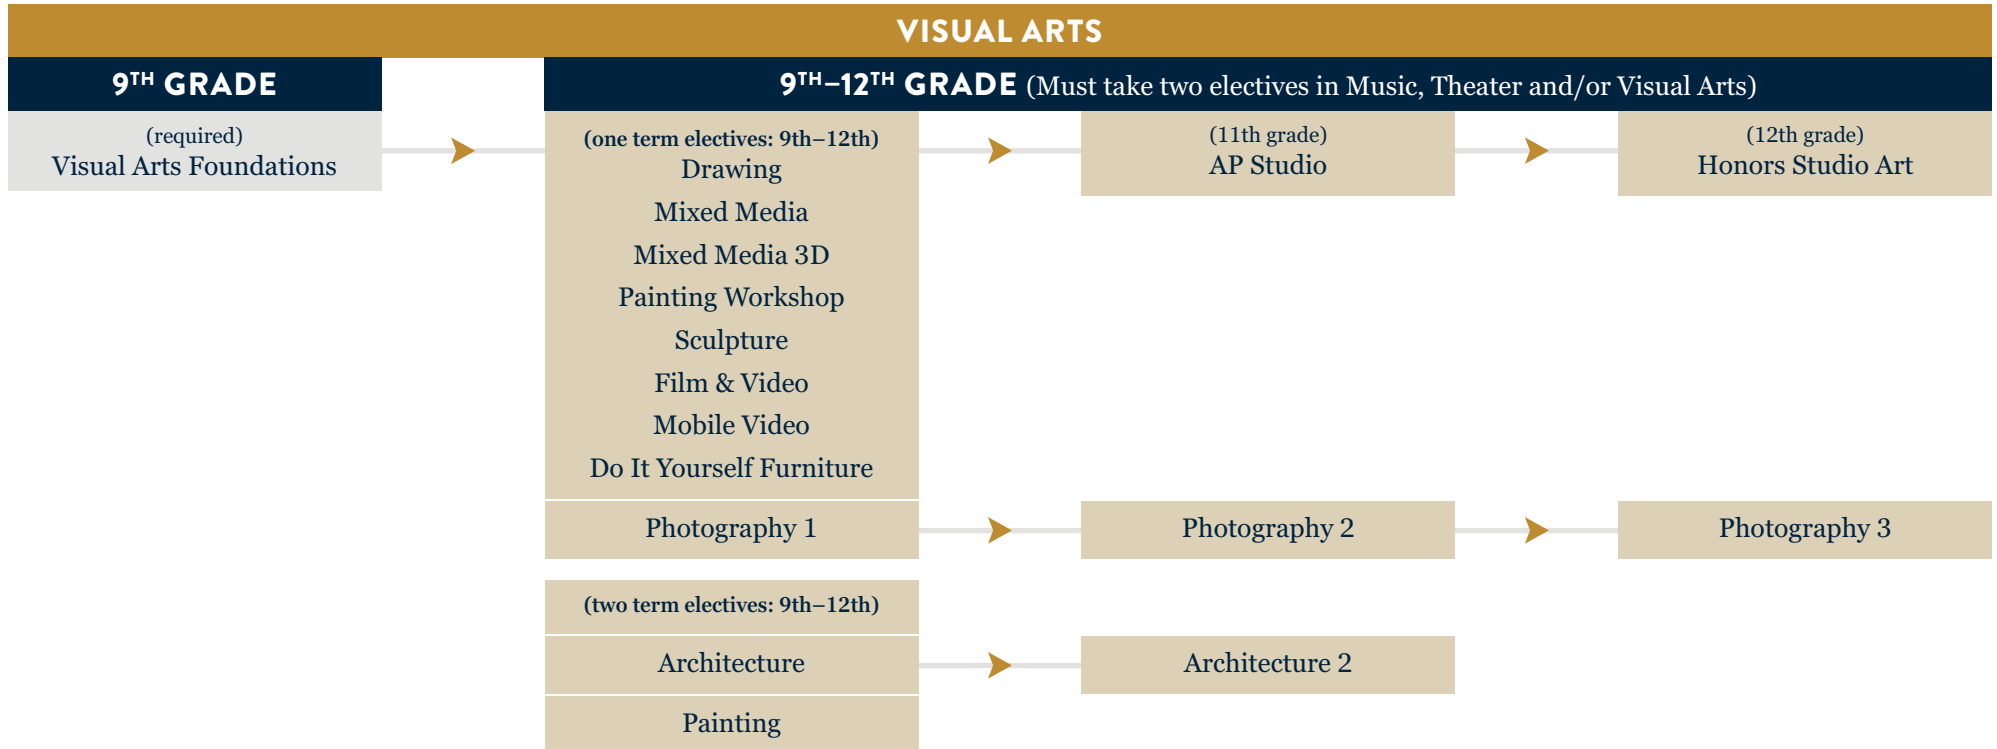 VISUAL ARTS
9TH GRADE
9TH–12TH GRADE (Must take two electives in Music, Theater and/or Visual Arts)
(required)
Visual Arts Foundations
(one term electives: 9th–12th)
Drawing
Mixed Media
Mixed Media 3D
Painting Workshop
Sculpture
Film & Video
Mobile Video
Do It Yourself Furniture
(11th grade)
AP Studio
(12th grade)
Honors Studio Art
Photography 1
Photography 2
Photography 3
(two term electives: 9th–12th)
Architecture
Architecture 2
Painting